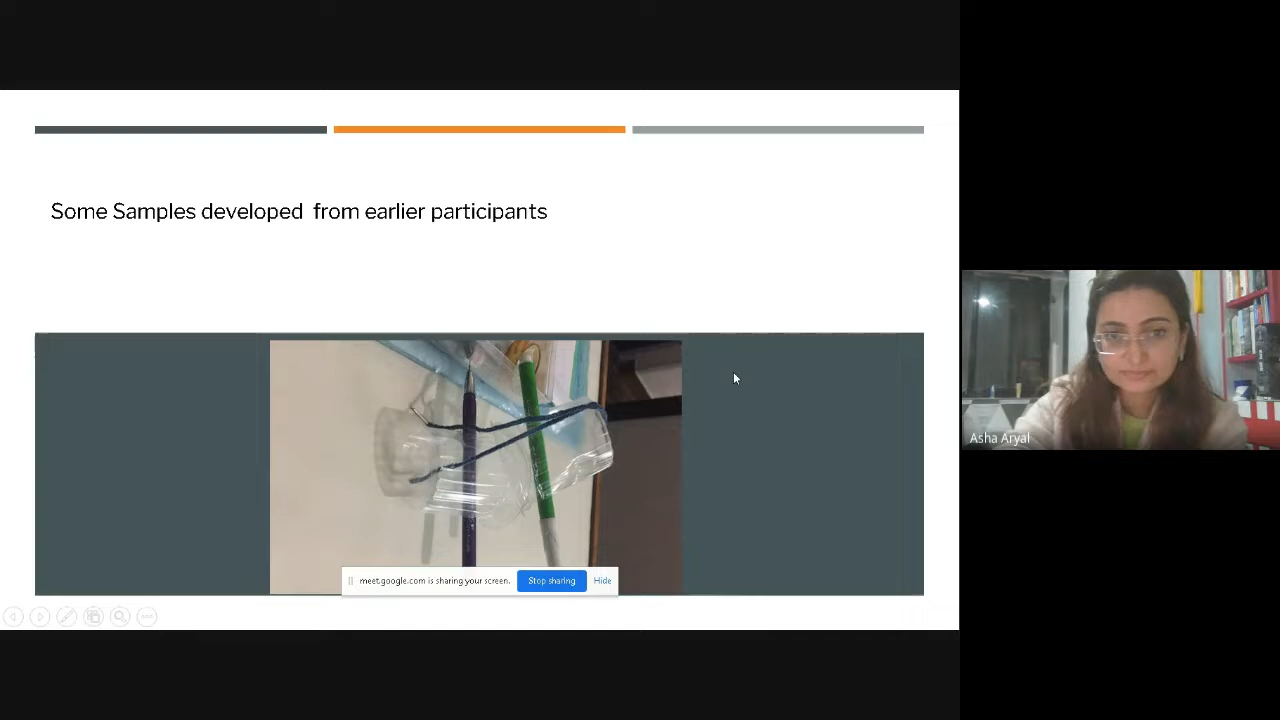 Some Samples developed from earlier participants
meet.google.com is sharing your screen.
Stop sharing
Hide
Asha Aryal